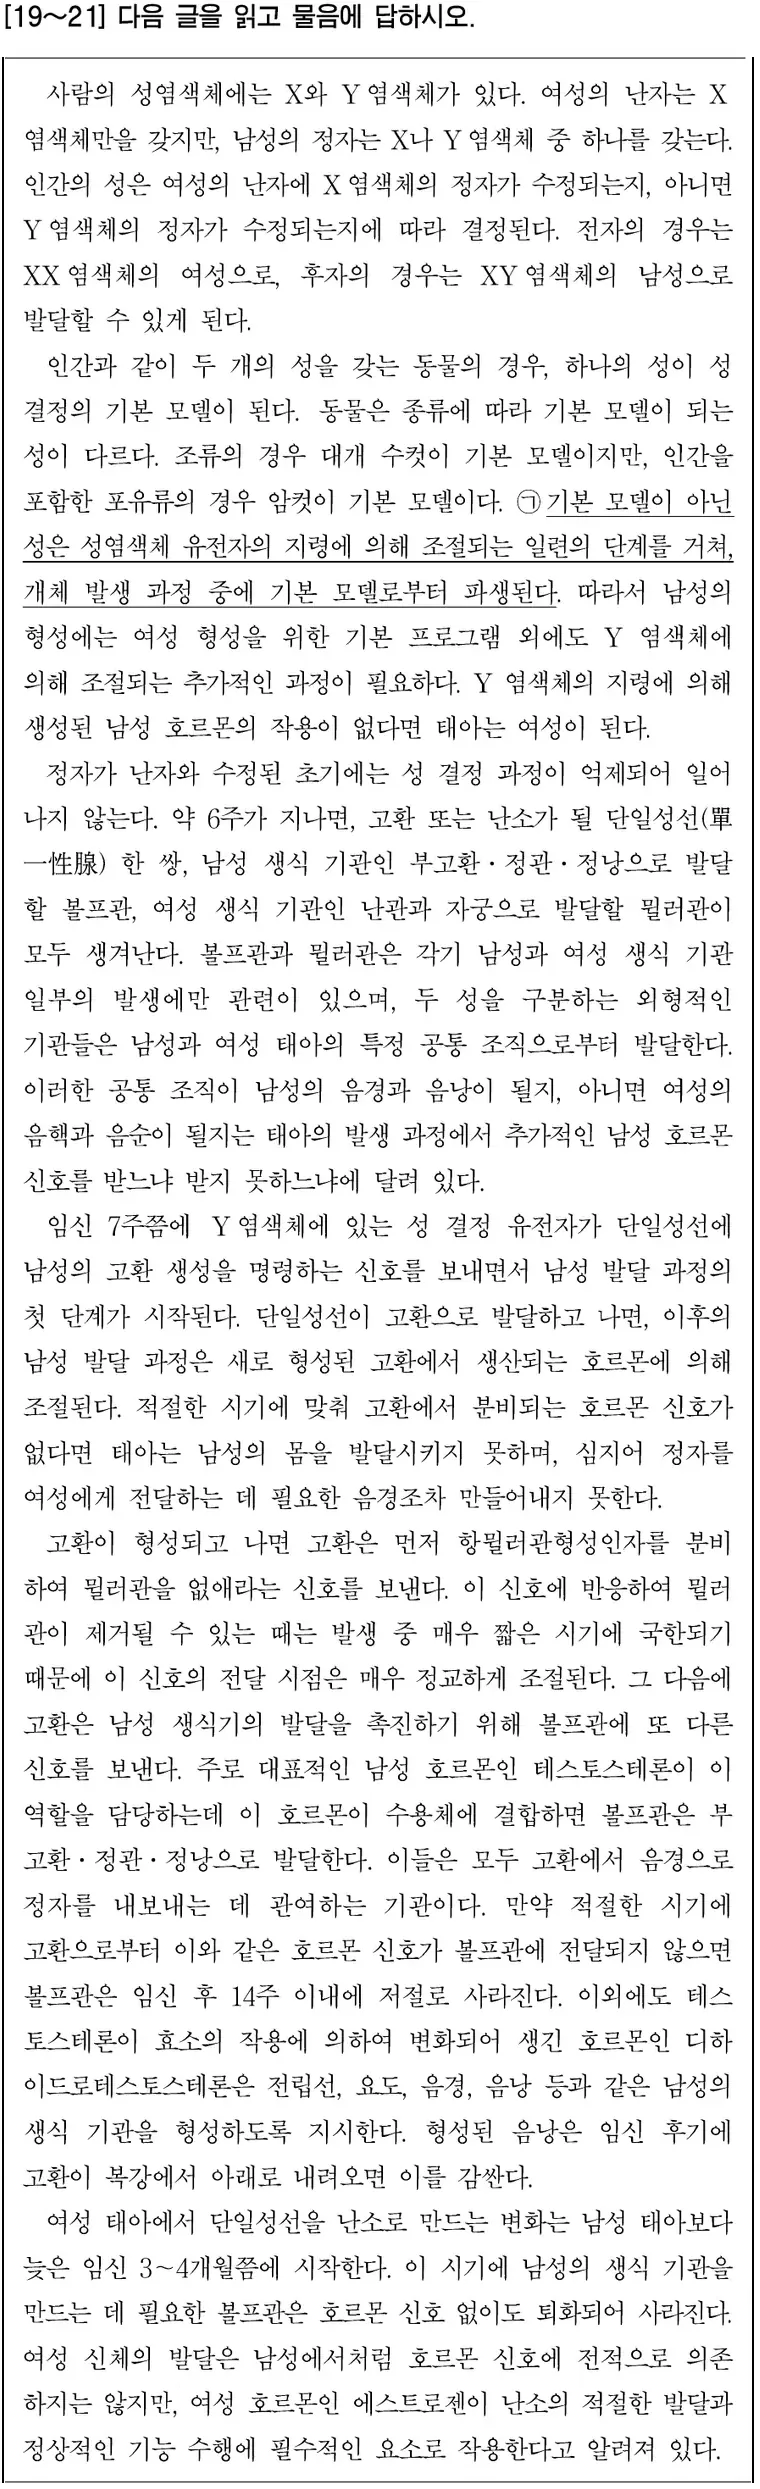 [19～21] 다음 글을 읽고 물음에 답하시오.
사람의 성염색체에는 X와 Y염색체가 있다. 여성의 난자는 X
염색체만을 갖지만, 남성의 정자는 X나 Y염색체 중 하나를 갖는다.
인간의 성은 여성의 난자에 X염색체의 정자가 수정되는지, 아니면
Y염색체의 정자가 수정되는지에 따라 결정된다. 전자의 경우는
XX염색체의 여성으로, 후자의 경우는 XY염색체의 남성으로
발달할 수 있게 된다.
인간과 같이 두 개의 성을 갖는 동물의 경우, 하나의 성이 성
결정의 기본 모델이 된다. 동물은 종류에 따라 기본 모델이 되는
성이 다르다. 조류의 경우 대개 수컷이 기본 모델이지만, 인간을
포함한 포유류의 경우 암컷이 기본 모델이다. ㉠기본 모델이 아닌
성은 성염색체 유전자의 지령에 의해 조절되는 일련의 단계를 거쳐,
개체 발생 과정 중에 기본 모델로부터 파생된다. 따라서 남성의
형성에는 여성 형성을 위한 기본 프로그램 외에도 Y 염색체에
의해 조절되는 추가적인 과정이 필요하다. Y 염색체의 지령에 의해
생성된 남성 호르몬의 작용이 없다면 태아는 여성이 된다.
정자가 난자와 수정된 초기에는 성 결정 과정이 억제되어 일어
나지 않는다. 약 6주가 지나면, 고환 또는 난소가 될 단일성선(單
一性腺) 한 쌍, 남성 생식 기관인 부고환·정관·정낭으로 발달
할 볼프관, 여성 생식 기관인 난관과 자궁으로 발달할 뮐러관이
모두 생겨난다. 볼프관과 뮐러관은 각기 남성과 여성 생식 기관
일부의 발생에만 관련이 있으며, 두 성을 구분하는 외형적인
기관들은 남성과 여성 태아의 특정 공통 조직으로부터 발달한다.
이러한 공통 조직이 남성의 음경과 음낭이 될지, 아니면 여성의
음핵과 음순이 될지는 태아의 발생 과정에서 추가적인 남성 호르몬
신호를 받느냐 받지 못하느냐에 달려 있다.
임신 7주쯤에 Y염색체에 있는 성 결정 유전자가 단일성선에
남성의 고환 생성을 명령하는 신호를 보내면서 남성 발달 과정의
첫 단계가 시작된다. 단일성선이 고환으로 발달하고 나면, 이후의
남성 발달 과정은 새로 형성된 고환에서 생산되는 호르몬에 의해
조절된다. 적절한 시기에 맞춰 고환에서 분비되는 호르몬 신호가
없다면 태아는 남성의 몸을 발달시키지 못하며, 심지어 정자를
여성에게 전달하는 데 필요한 음경조차 만들어내지 못한다.
고환이 형성되고 나면 고환은 먼저 항뮐러관형성인자를 분비
하여 뮐러관을 없애라는 신호를 보낸다. 이 신호에 반응하여 뮐러
관이 제거될 수 있는 때는 발생 중 매우 짧은 시기에 국한되기
때문에 이 신호의 전달 시점은 매우 정교하게 조절된다. 그 다음에
고환은 남성 생식기의 발달을 촉진하기 위해 볼프관에 또 다른
신호를 보낸다. 주로 대표적인 남성 호르몬인 테스토스테론이 이
역할을 담당하는데 이 호르몬이 수용체에 결합하면 볼프관은 부
고환·정관·정낭으로 발달한다. 이들은 모두 고환에서 음경으로
정자를 내보내는 데 관여하는 기관이다. 만약 적절한 시기에
고환으로부터 이와 같은 호르몬 신호가 볼프관에 전달되지 않으면
볼프관은 임신 후 14주 이내에 저절로 사라진다. 이외에도 테스
토스테론이 효소의 작용에 의하여 변화되어 생긴 호르몬인 디하
이드로테스토스테론은 전립선, 요도, 음경, 음낭 등과 같은 남성의
생식 기관을 형성하도록 지시한다. 형성된 음낭은 임신 후기에
고환이 복강에서 아래로 내려오면 이를 감싼다.
여성 태아에서 단일성선을 난소로 만드는 변화는 남성 태아보다
늦은 임신 3～4개월쯤에 시작한다. 이 시기에 남성의 생식 기관을
만드는 데 필요한 볼프관은 호르몬 신호 없이도 퇴화되어 사라진다.
여성 신체의 발달은 남성에서처럼 호르몬 신호에 전적으로 의존
하지는 않지만, 여성 호르몬인 에스트로젠이 난소의 적절한 발달과
정상적인 기능 수행에 필수적인 요소로 작용한다고 알려져 있다.